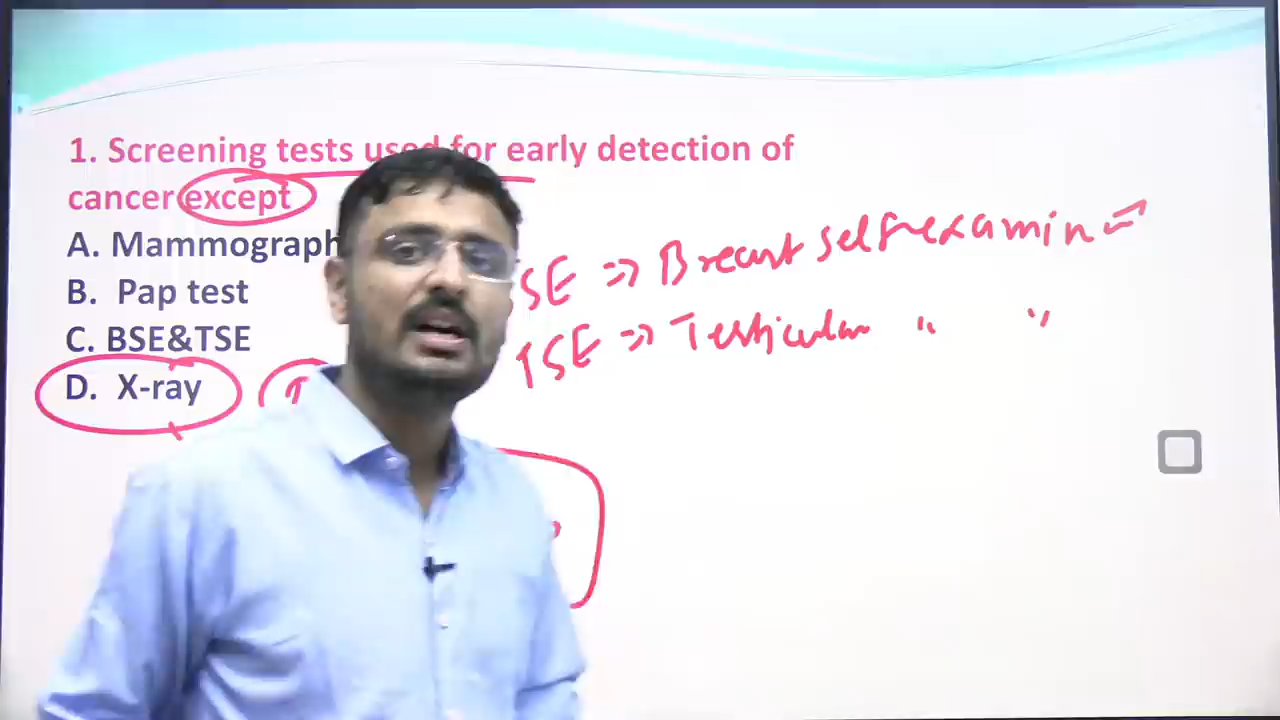 1. Screening tests used for early detection of
cancer except
A. Mammograph
B. Pap test
C. BSE&TSE
D. X-ray
SE ⇒ Breast self examin
TSE ⇒ Testicular " "